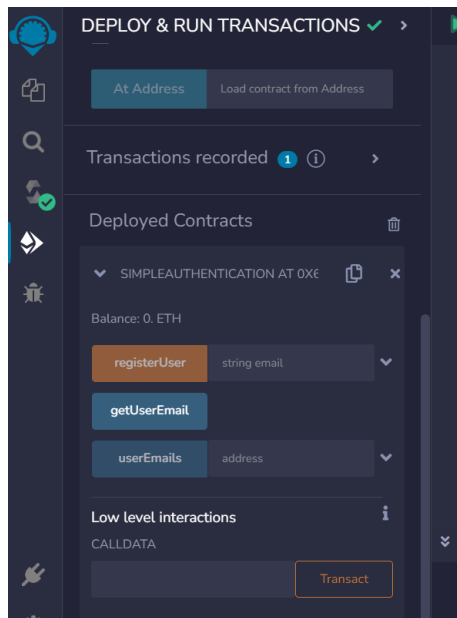 DEPLOY & RUN TRANSACTIONS
At Address Load contract from Address
Transactions recorded 1 i
Deployed Contracts
SIMPLEAUTHENTICATION AT 0X6
Balance: 0. ETH
registerUser string email
getUserEmail
userEmails address
Low level interactions i
CALLDATA
Transact